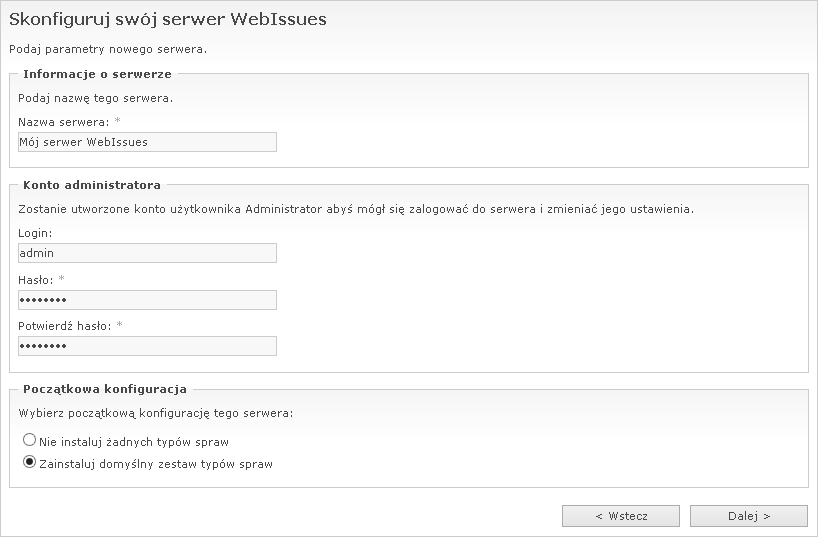 Skonfiguruj swój serwer WebIssues
Podaj parametry nowego serwera.
Informacje o serwerze
Podaj nazwę tego serwera.
Nazwa serwera: *
Mój serwer WebIssues
Konto administratora
Zostanie utworzone konto użytkownika Administrator abyś mógł się zalogować do serwera i zmieniać jego ustawienia.
Login:
admin
Hasło: *
••••••••
Potwierdź hasło: *
••••••••
Początkowa konfiguracja
Wybierz początkową konfigurację tego serwera:
Nie instaluj żadnych typów spraw
Zainstaluj domyślny zestaw typów spraw
< Wstecz
Dalej >